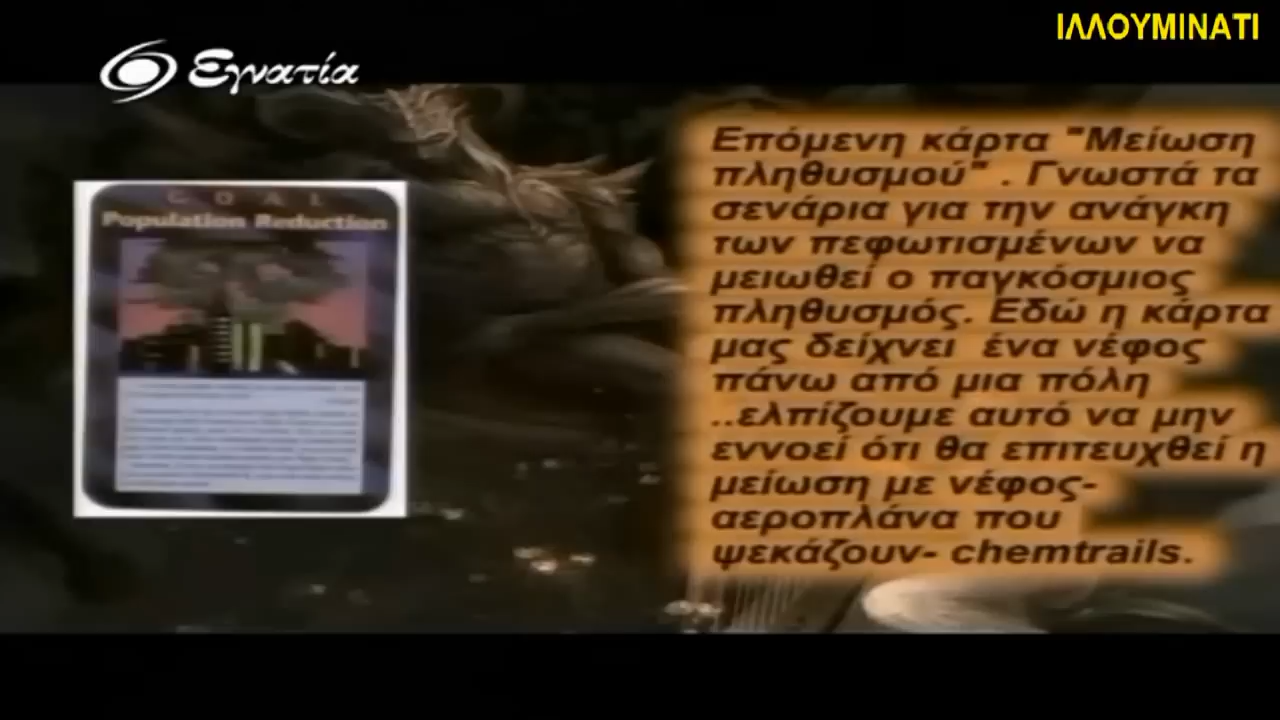 ΙΛΛΟΥΜΙΝΑΤΙ
Εγνατία
GOAL
Population Reduction
Επόμενη κάρτα "Μείωση
πληθυσμού" . Γνωστά τα
σενάρια για την ανάγκη
των πεφωτισμένων να
μειωθεί ο παγκόσμιος
πληθυσμός. Εδώ η κάρτα
μας δείχνει ένα νέφος
πάνω από μια πόλη
..ελπίζουμε αυτό να μην
εννοεί ότι θα επιτευχθεί η
μείωση με νέφος-
αεροπλάνα που
ψεκάζουν- chemtrails.